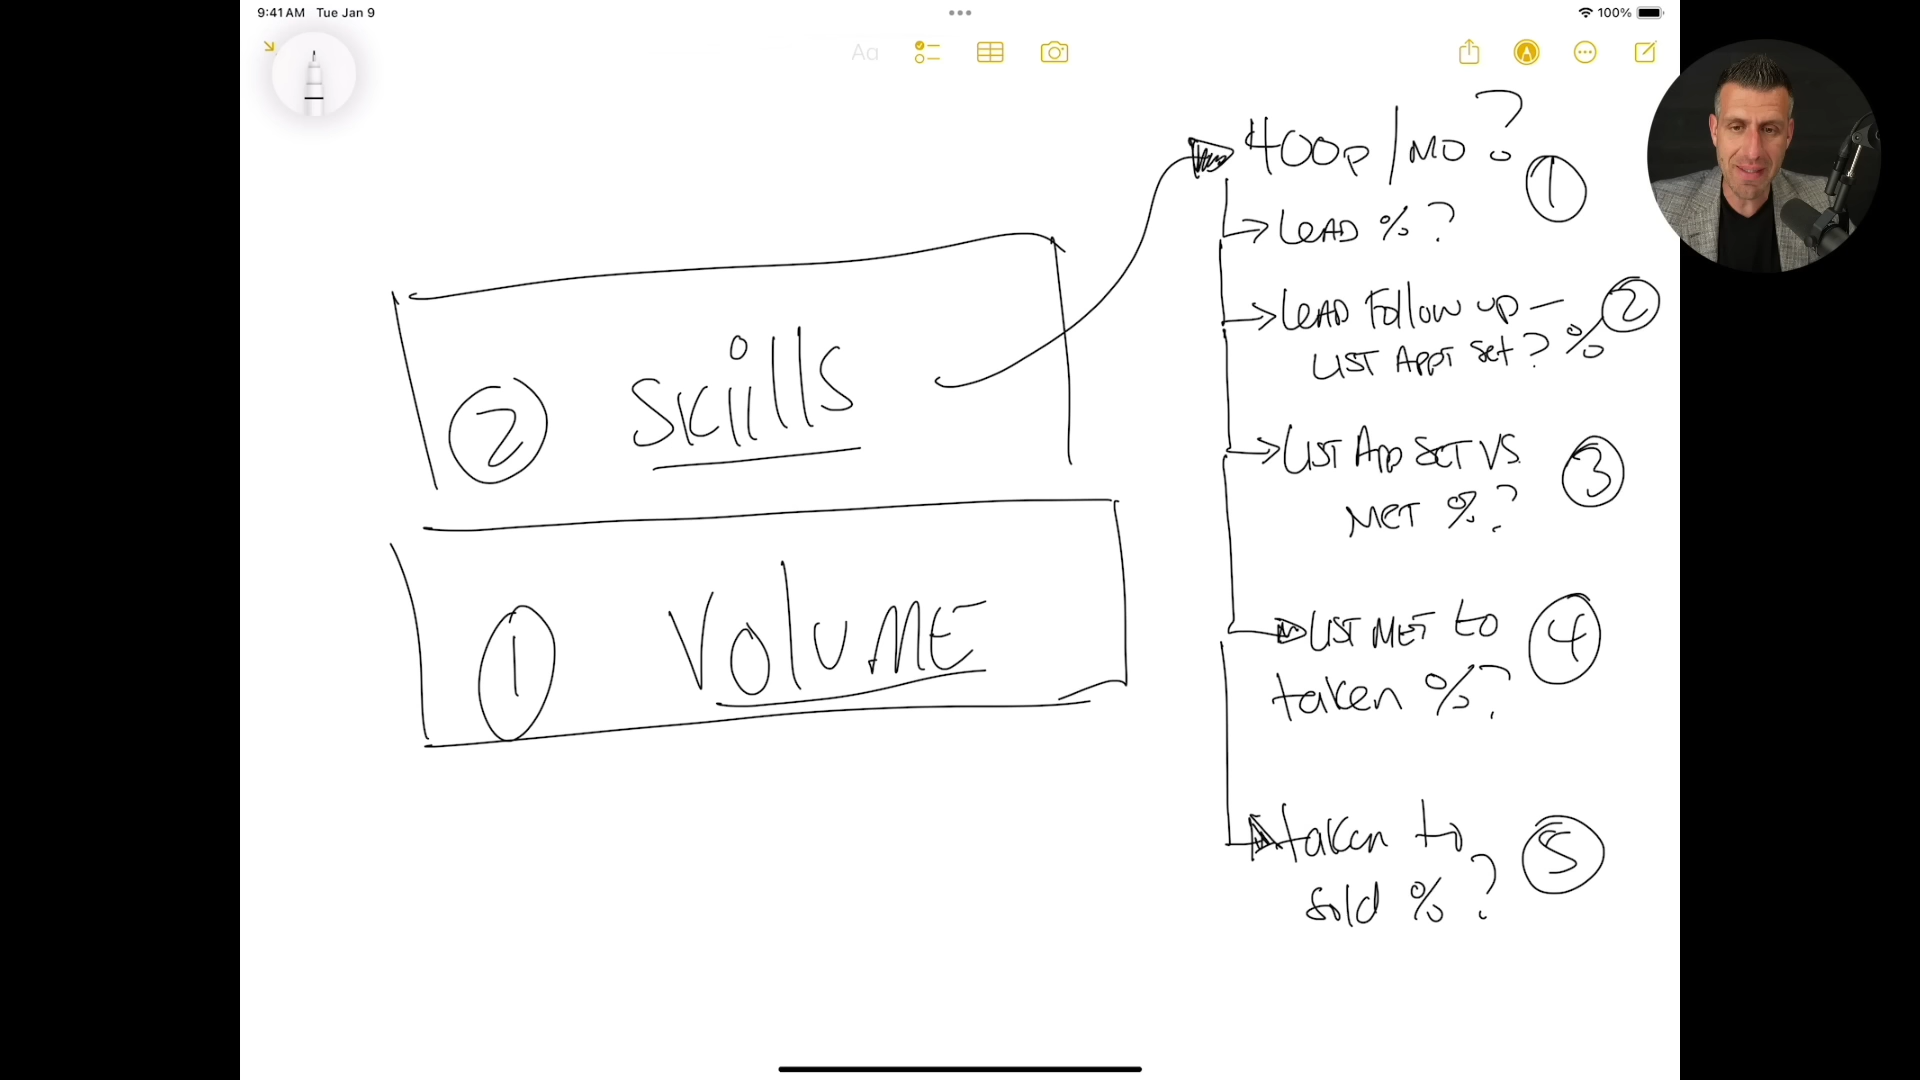 9:41 AM Tue Jan 9
100%
Aa
400p/MO?
1
LEAD %?
LEAD Follow up –
2
LIST APPT Set? %
LIST App SET VS
MET %?
3
2 Skills
1 VOLUME
LIST MET to
taken %?
4
taken to
sold %?
5